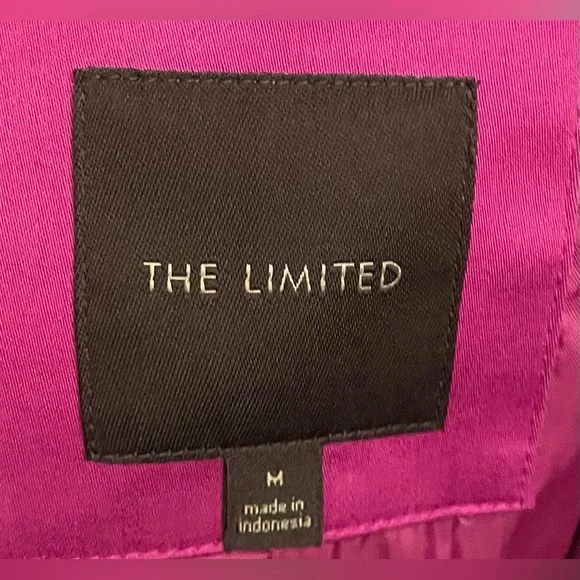 THE LIMITED
M
made in
indonesia